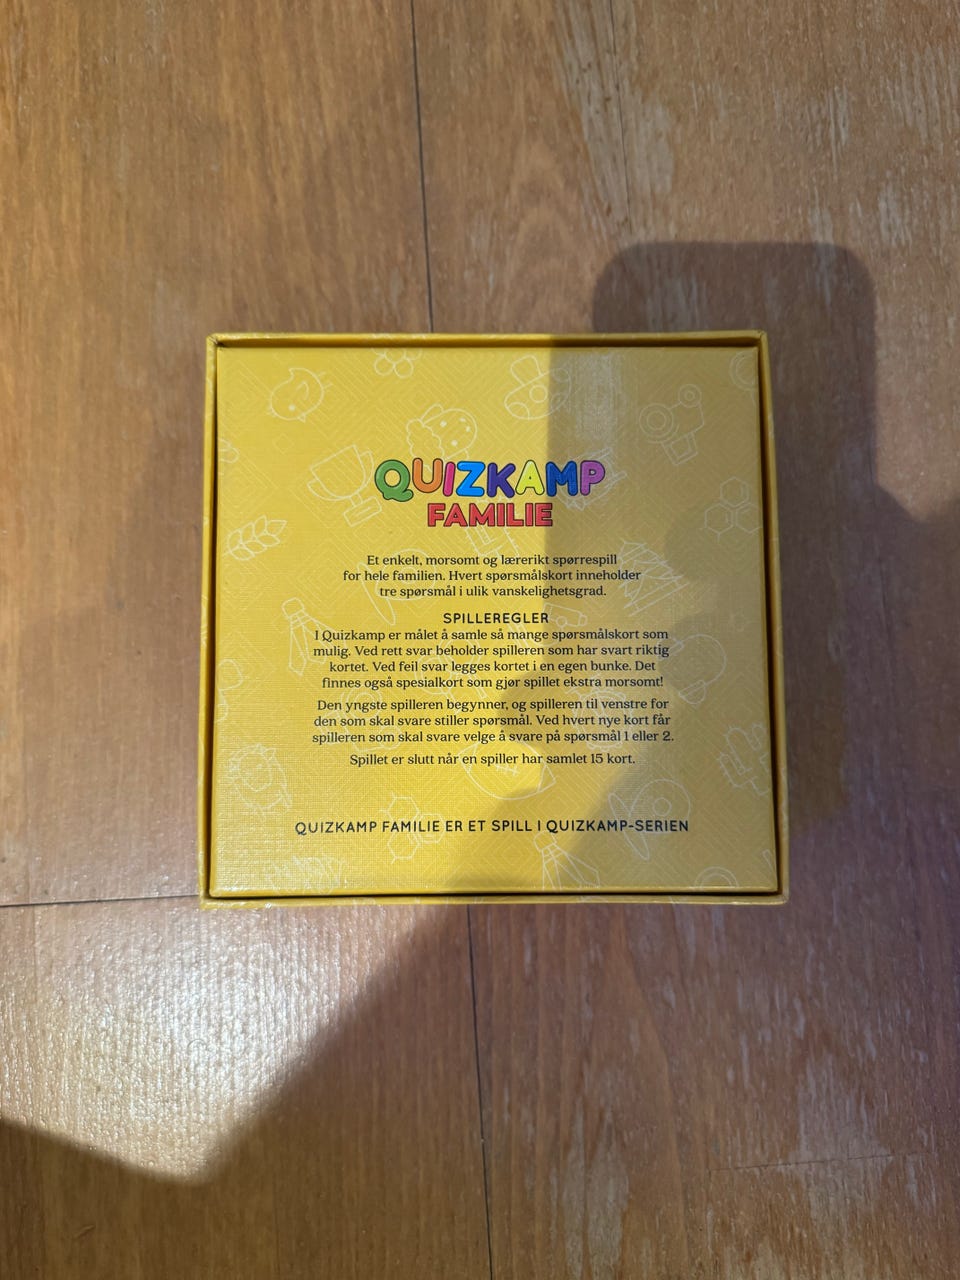 QUIZKAMP
FAMILIE
Et enkelt, morsomt og lærerikt spørrespill
for hele familien. Hvert spørsmålskort inneholder
tre spørsmål i ulik vanskelighetsgrad.
SPILLEREGLER
I Quizkamp er målet å samle så mange spørsmålskort som
mulig. Ved rett svar beholder spilleren som har svart riktig
kortet. Ved feil svar legges kortet i en egen bunke. Det
finnes også spesialkort som gjør spillet ekstra morsomt!
Den yngste spilleren begynner, og spilleren til venstre for
den som skal svare stiller spørsmål. Ved hvert nye kort får
spilleren som skal svare velge å svare på spørsmål 1 eller 2.
Spillet er slutt når en spiller har samlet 15 kort.
QUIZKAMP FAMILIE ER ET SPILL I QUIZKAMP-SERIEN